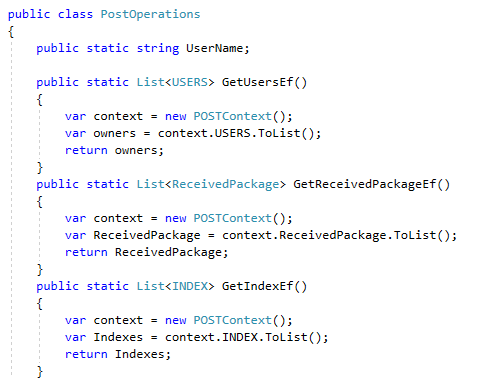 public class PostOperations
{
    public static string UserName;
    public static List<USERS> GetUsersEf()
    {
        var context = new POSTContext();
        var owners = context.USERS.ToList();
        return owners;
    }
    public static List<ReceivedPackage> GetReceivedPackageEf()
    {
        var context = new POSTContext();
        var ReceivedPackage = context.ReceivedPackage.ToList();
        return ReceivedPackage;
    }
    public static List<INDEX> GetIndexEf()
    {
        var context = new POSTContext();
        var Indexes = context.INDEX.ToList();
        return Indexes;
    }